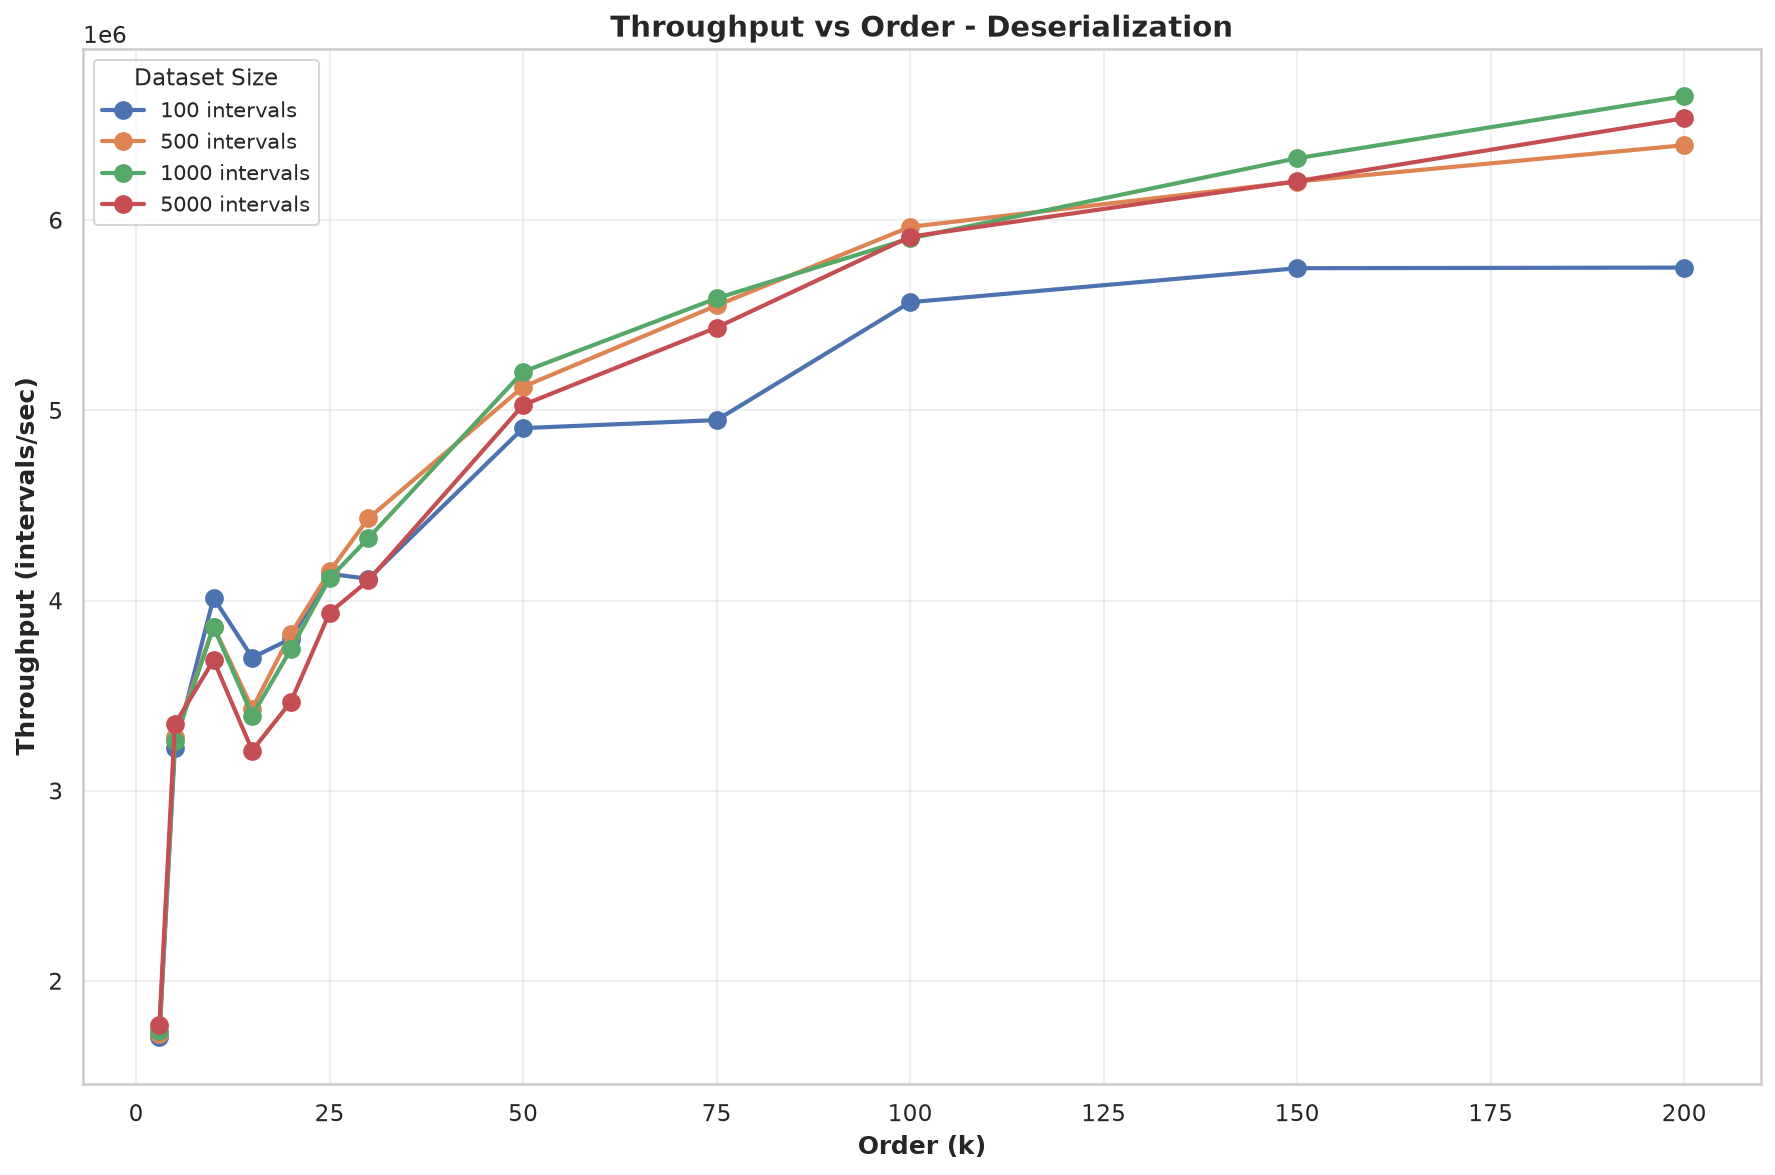 Throughput vs Order - Deserialization
1e6
Dataset Size
100 intervals
500 intervals
1000 intervals
5000 intervals
6
5
4
3
2
Throughput (intervals/sec)
0 25 50 75 100 125 150 175 200
Order (k)